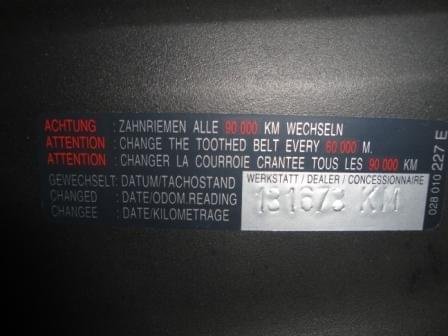 ACHTUNG : ZAHNRIEMEN ALLE 90 000 KM WECHSELN
ATTENTION : CHANGE THE TOOTHED BELT EVERY 60 000 M.
ATTENTION : CHANGER LA COURROIE CRANTEE TOUS LES 90 000 KM
GEWECHSELT: DATUM/TACHOSTAND
CHANGED : DATE/ODOM.READING
CHANGEE : DATE/KILOMETRAGE
WERKSTATT / DEALER / CONCESSIONNAIRE
181673 KM
028 010 227 E